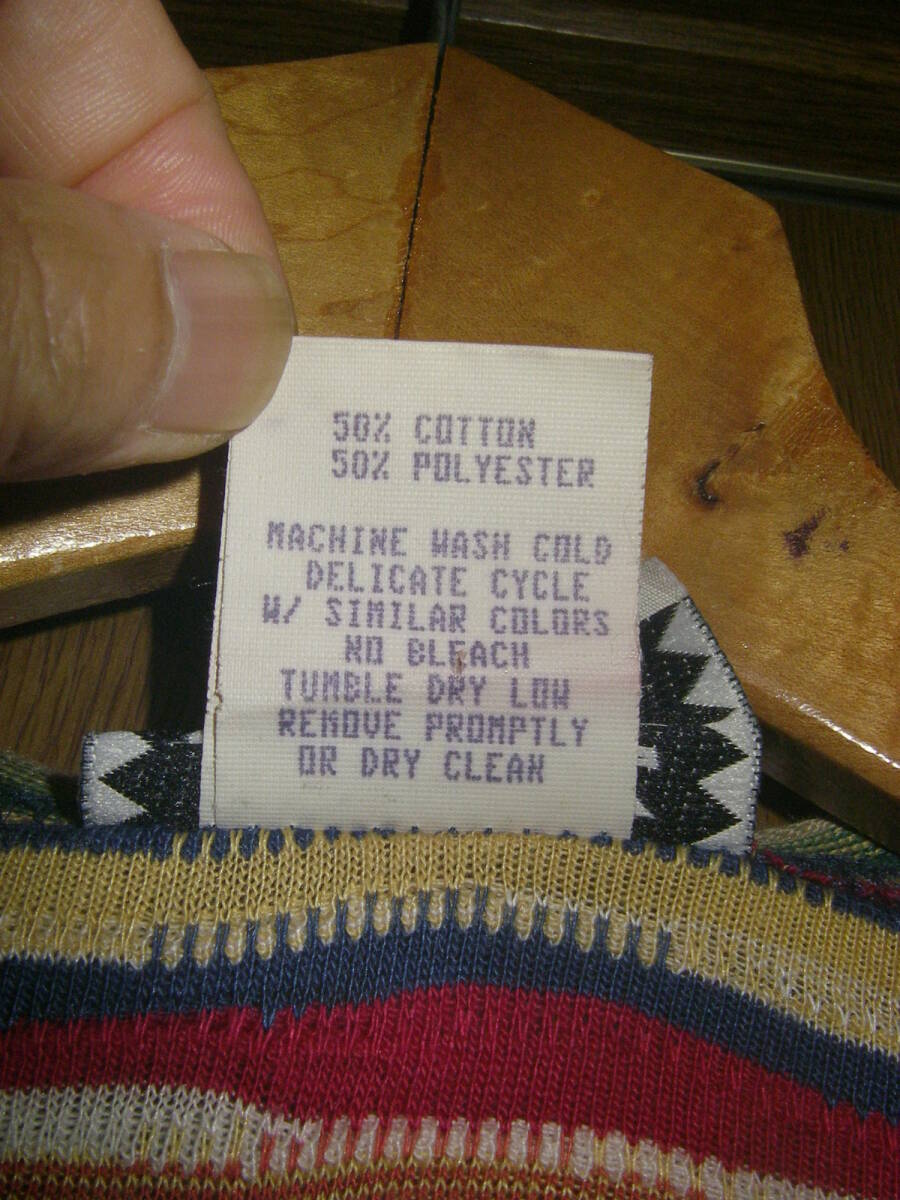 50% COTTON
50% POLYESTER
MACHINE WASH COLD
DELICATE CYCLE
W/ SIMILAR COLORS
NO BLEACH
TUMBLE DRY LOW
REMOVE PROMPTLY
OR DRY CLEAN